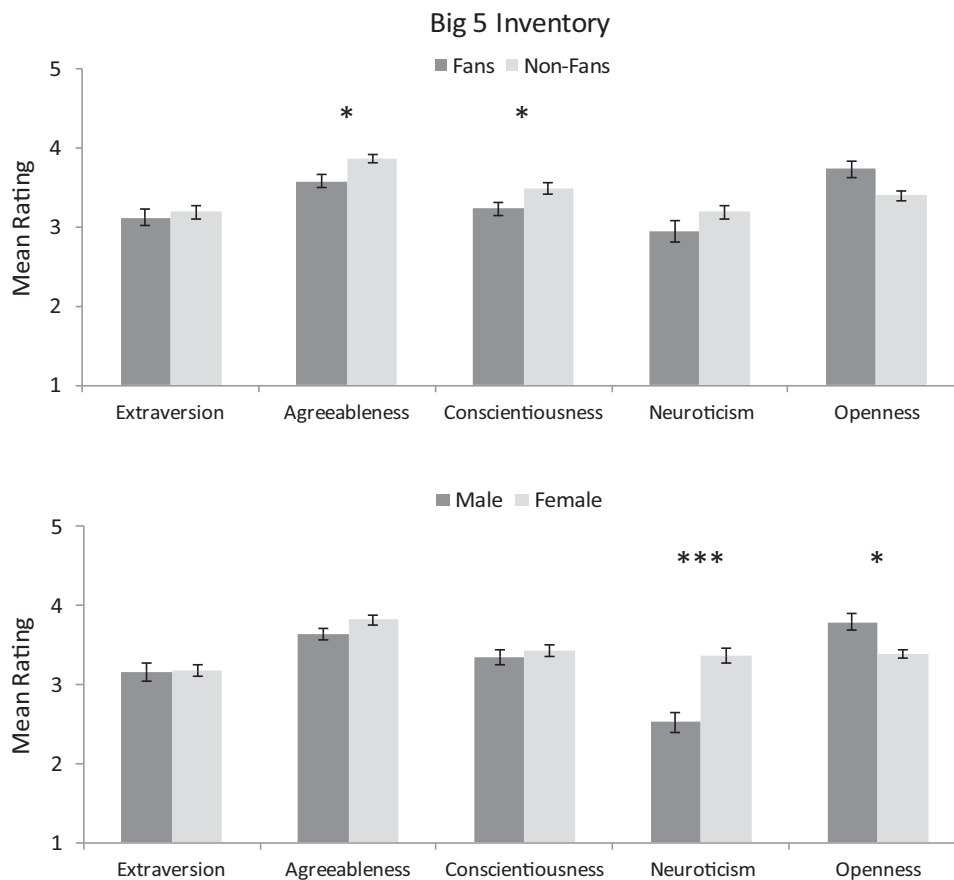 Big 5 Inventory
Fans Non-Fans
5
* *
4
3
2
1
Mean Rating
Extraversion Agreeableness Conscientiousness Neuroticism Openness
Male Female
5
*** *
4
3
2
1
Mean Rating
Extraversion Agreeableness Conscientiousness Neuroticism Openness